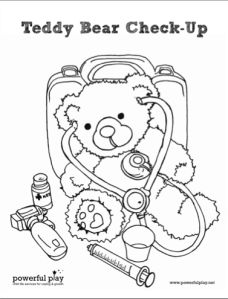 Teddy Bear Check-Up
powerful play
www.powerfulplay.net